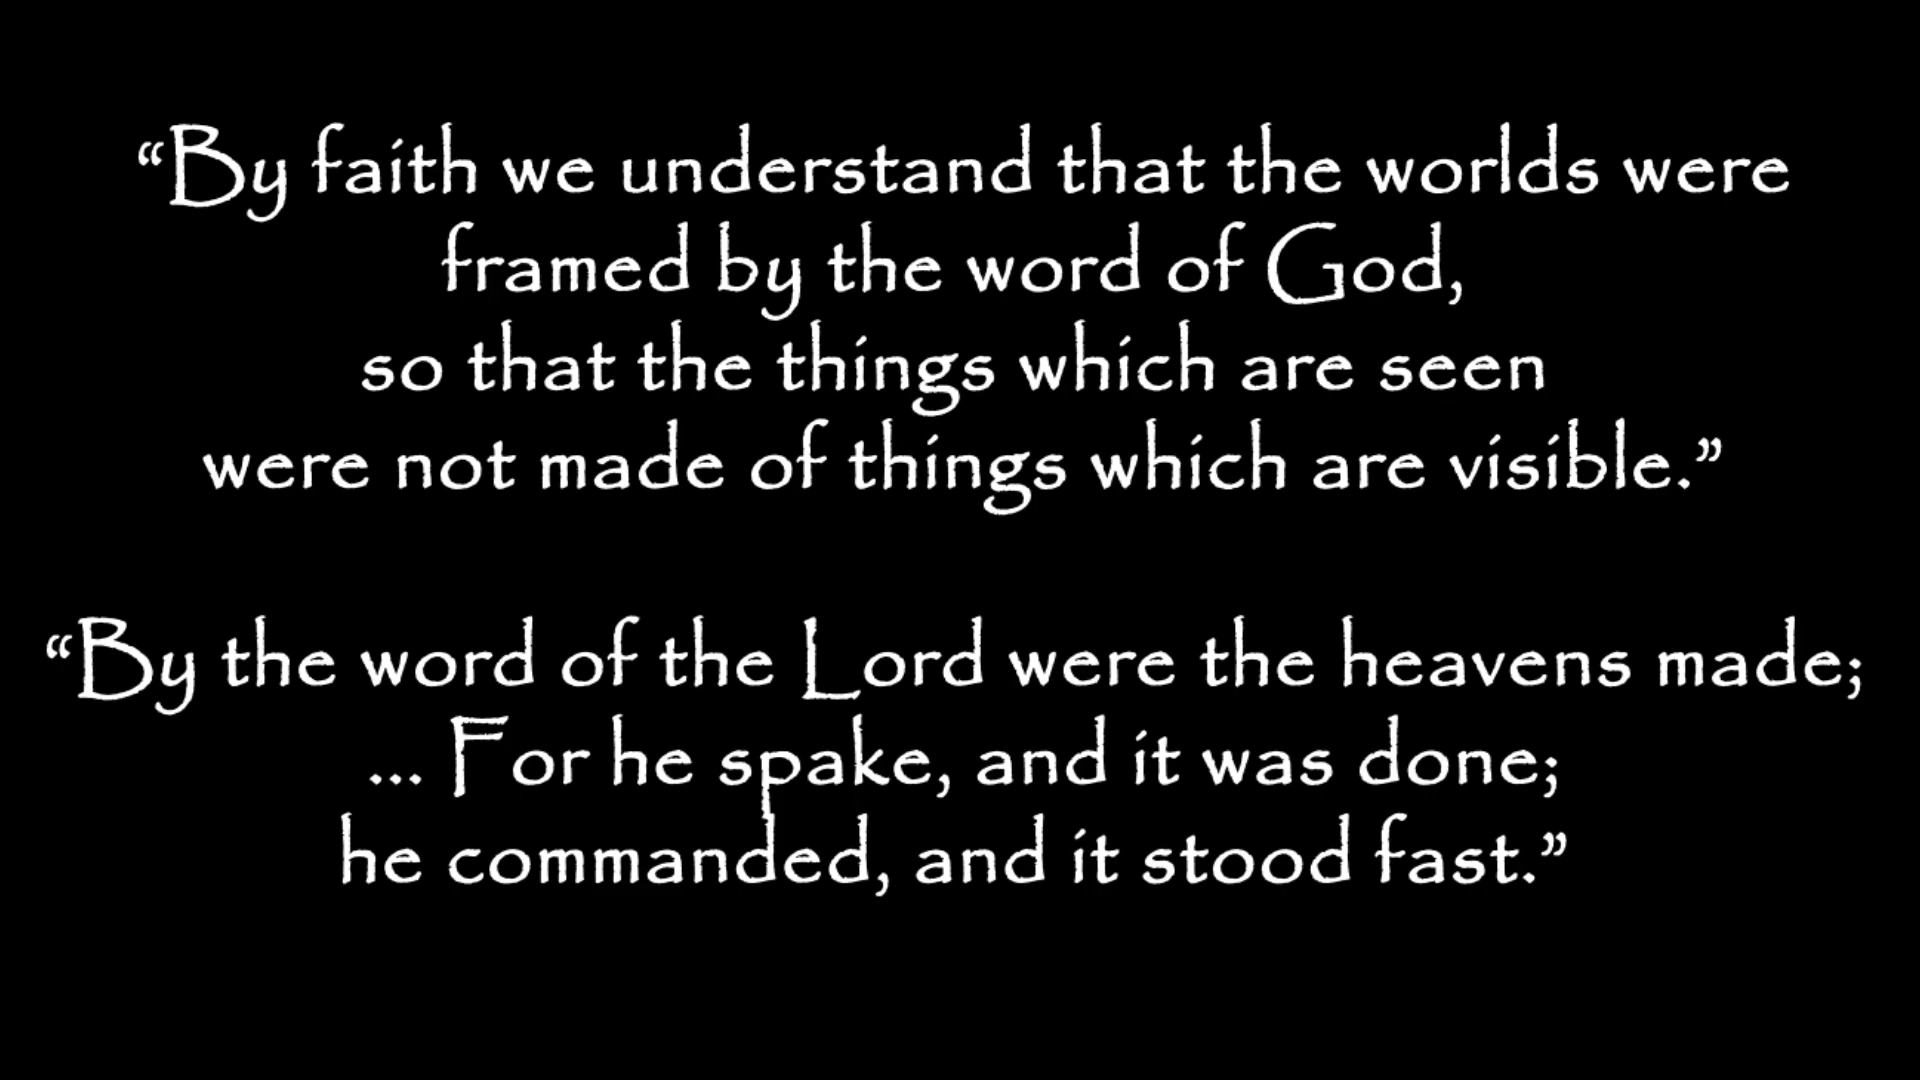 “By faith we understand that the worlds were
framed by the word of God,
so that the things which are seen
were not made of things which are visible.”
“By the word of the Lord were the heavens made;
... For he spake, and it was done;
he commanded, and it stood fast.”